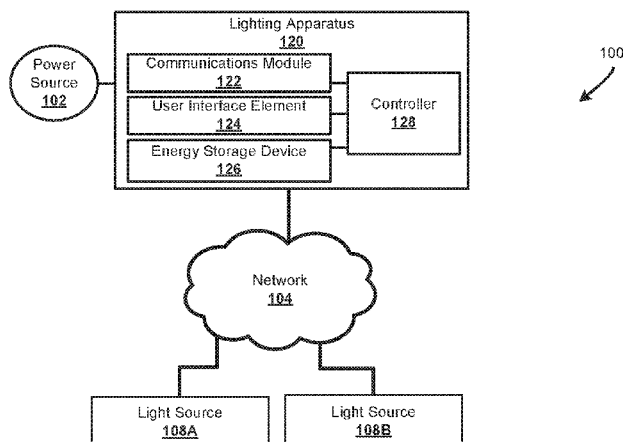 Lighting Apparatus
120
Power
Source
102
Communications Module
122
User Interface Element
124
Energy Storage Device
126
Controller
128
100
Network
104
Light Source
108A
Light Source
108B